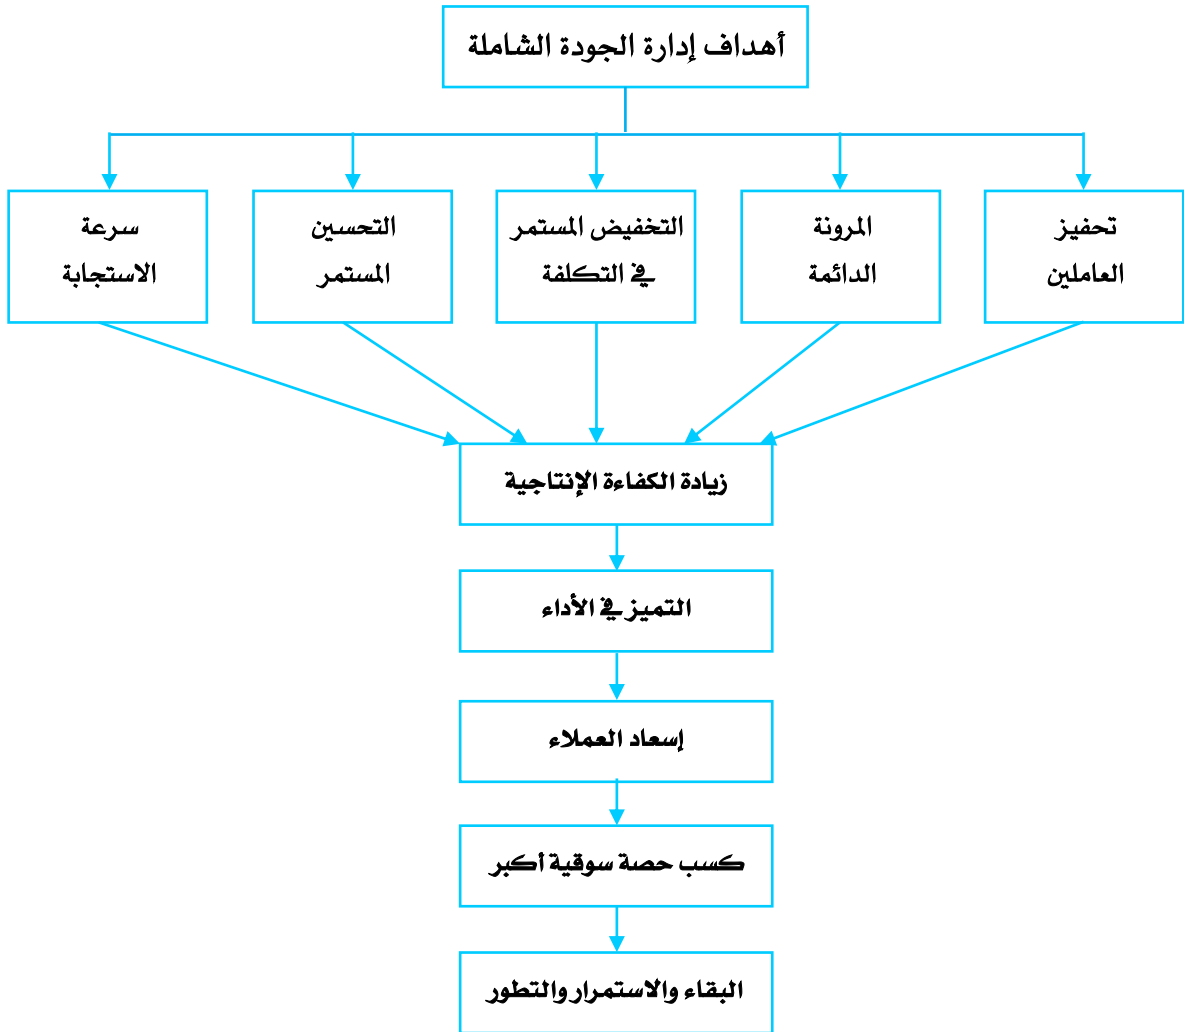 أهداف إدارة الجودة الشاملة
تحفيز
العاملين
المرونة
الدائمة
التخفيض المستمر
في التكلفة
التحسين
المستمر
سرعة
الاستجابة
زيادة الكفاءة الإنتاجية
التميز في الأداء
إسعاد العملاء
كسب حصة سوقية أكبر
البقاء والاستمرار والتطور